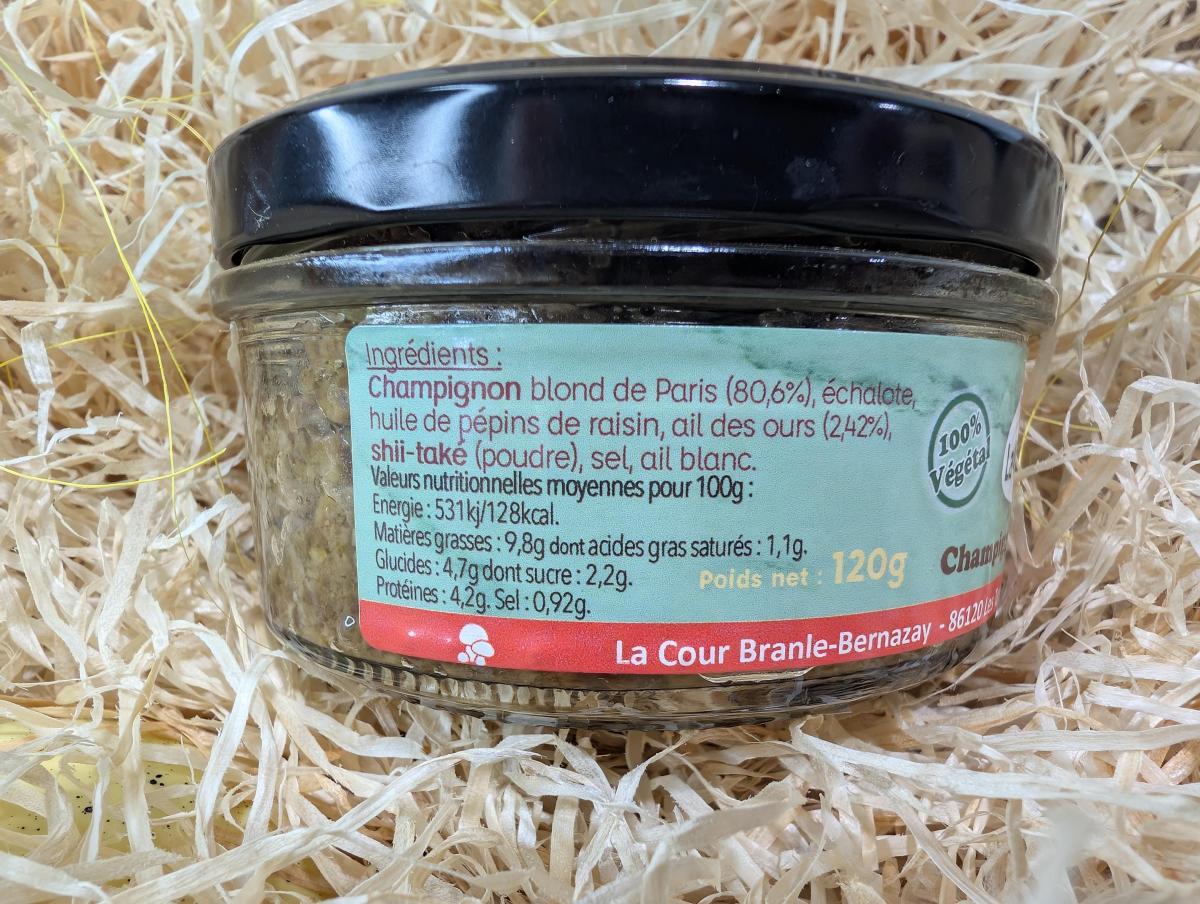 Ingrédients :
Champignon blond de Paris (80,6%), échalote,
huile de pépins de raisin, ail des ours (2,42%),
shii-také (poudre), sel, ail blanc.
Valeurs nutritionnelles moyennes pour 100g :
Energie : 531kj/128kcal.
Matières grasses : 9,8g dont acides gras saturés : 1,1g.
Glucides : 4,7g dont sucre : 2,2g.
Protéines : 4,2g. Sel : 0,92g.
Poids net : 120g
100%
Végétal
La Cour Branle-Bernazay - 86120 Les